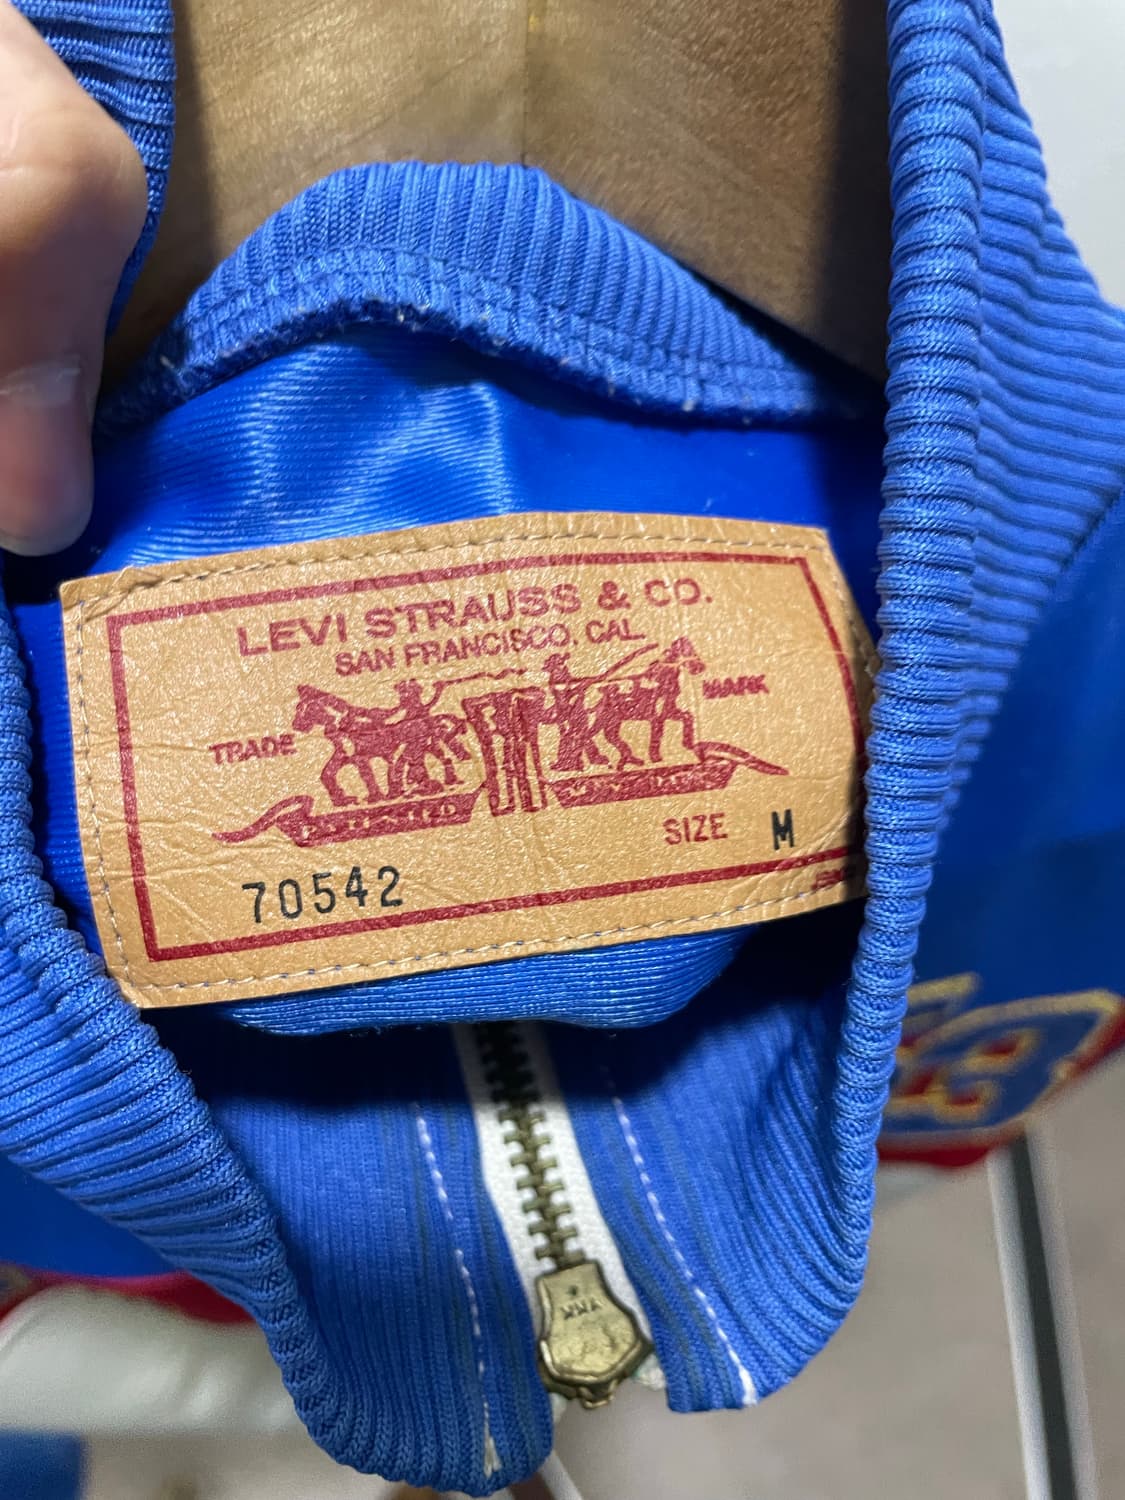 LEVI STRAUSS & CO.
SAN FRANCISCO, CAL.
TRADE MARK
SIZE M
70542